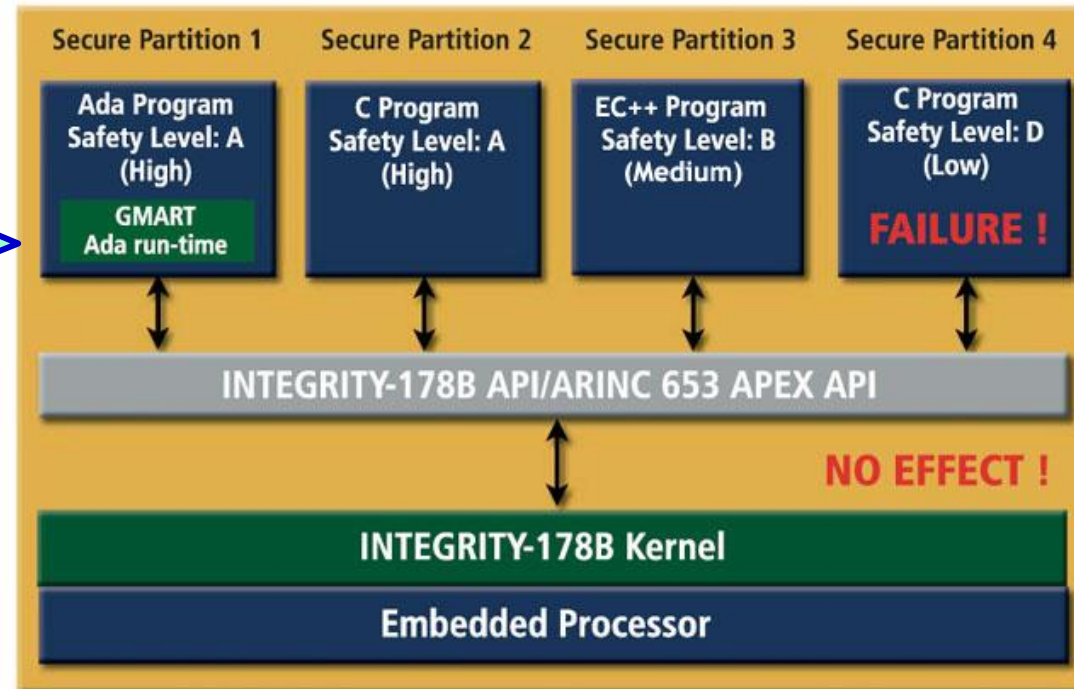 Secure Partition 1
Secure Partition 2
Secure Partition 3
Secure Partition 4
Ada Program
Safety Level: A
(High)
GMART
Ada run-time
C Program
Safety Level: A
(High)
EC++ Program
Safety Level: B
(Medium)
C Program
Safety Level: D
(Low)
FAILURE !
INTEGRITY-178B API/ARINC 653 APEX API
NO EFFECT !
INTEGRITY-178B Kernel
Embedded Processor